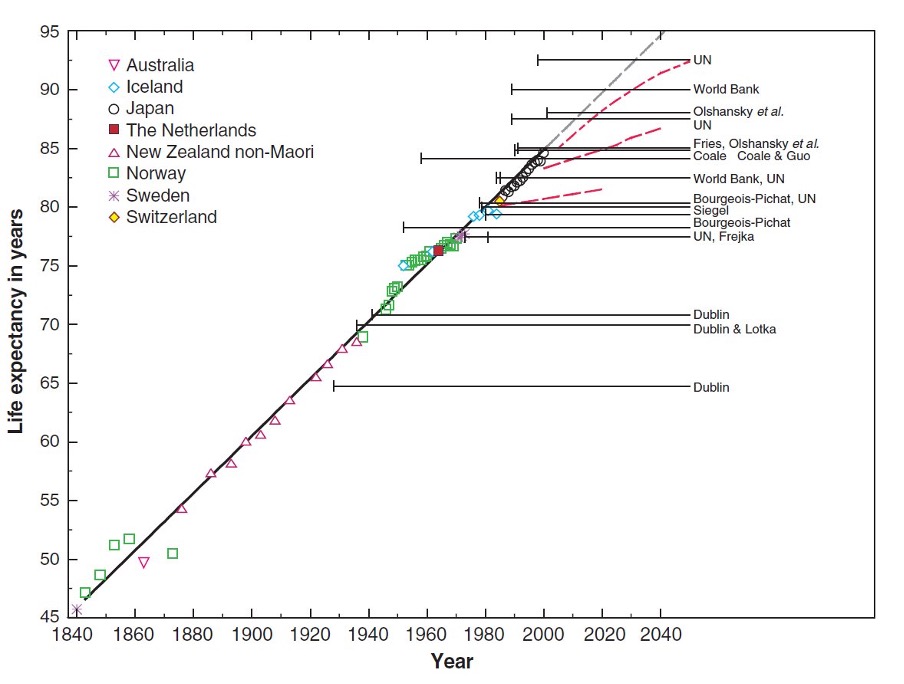 95
90
85
80
75
70
65
60
55
50
45
Life expectancy in years
Australia
Iceland
Japan
The Netherlands
New Zealand non-Maori
Norway
Sweden
Switzerland
UN
World Bank
Olshansky et al.
UN
Fries, Olshansky et al.
Coale Coale & Guo
World Bank, UN
Bourgeois-Pichat, UN
Siegel
Bourgeois-Pichat
UN, Frejka
Dublin
Dublin & Lotka
Dublin
1840 1860 1880 1900 1920 1940 1960 1980 2000 2020 2040
Year